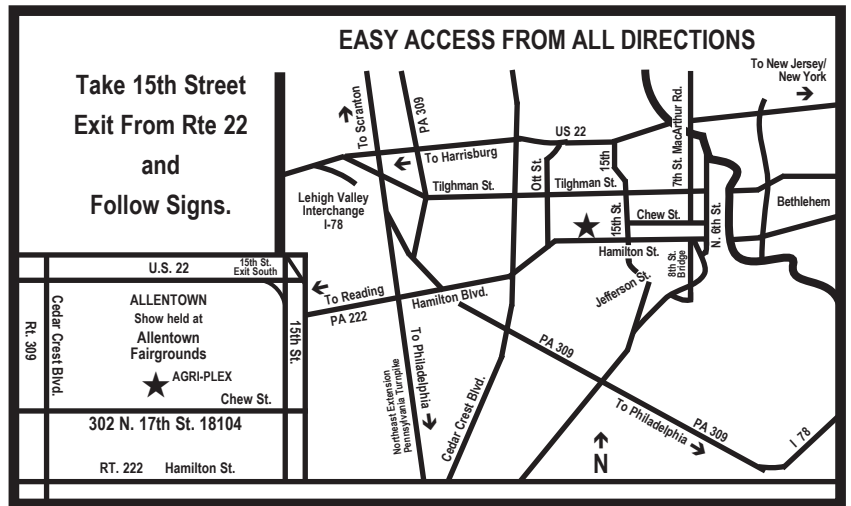 EASY ACCESS FROM ALL DIRECTIONS
Take 15th Street
Exit From Rte 22
and
Follow Signs.
To New Jersey/
New York
To Scranton
PA 309
US 22
15th
7th St. MacArthur Rd.
To Harrisburg
Ott St.
Tilghman St.
Tilghman St.
Lehigh Valley
Interchange
I-78
15th St.
Chew St.
N. 6th St.
Bethlehem
Hamilton St.
8th St.
Bridge
Jefferson St.
To Reading
PA 222
Hamilton Blvd.
To Philadelphia
Northeast Extension
Pennsylvania Turnpike
Cedar Crest Blvd.
PA 309
To Philadelphia
PA 309
I 78
N
U.S. 22
15th St.
Exit South
Rt. 309
Cedar Crest Blvd.
ALLENTOWN
Show held at
Allentown
Fairgrounds
AGRI-PLEX
15th St.
Chew St.
302 N. 17th St. 18104
RT. 222 Hamilton St.